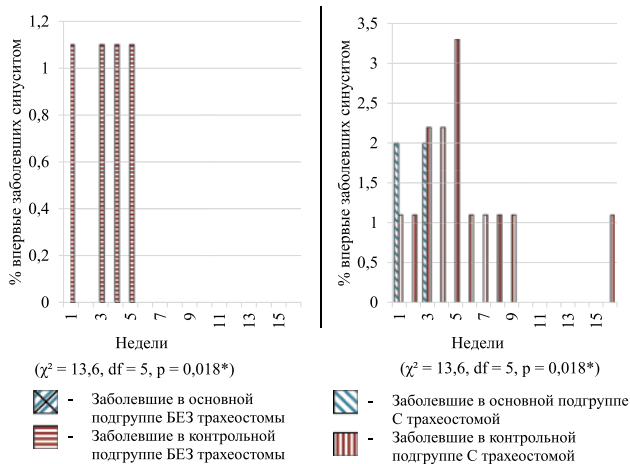 % впервые заболевших синуситом
1,2
1
0,8
0,6
0,4
0,2
0
1
3
5
7
9
11
13
15
Недели
(χ² = 13,6, df = 5, p = 0,018*)
- Заболевшие в основной
подгруппе БЕЗ трахеостомы
- Заболевшие в контрольной
подгруппе БЕЗ трахеостомы
% впервые заболевших синуситом
3,5
3
2,5
2
1,5
1
0,5
0
1
3
5
7
9
11
13
15
Недели
(χ² = 13,6, df = 5, p = 0,018*)
- Заболевшие в основной подгруппе
С трахеостомой
- Заболевшие в контрольной
подгруппе С трахеостомой